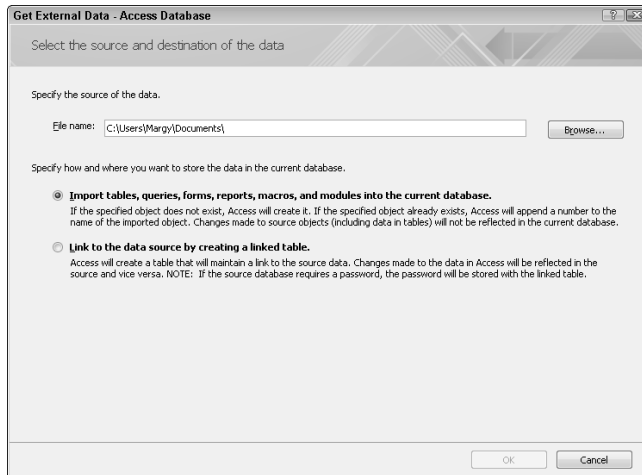 Get External Data - Access Database
Select the source and destination of the data
Specify the source of the data.
File name: C:\Users\Margy\Documents\ Browse...
Specify how and where you want to store the data in the current database.
Import tables, queries, forms, reports, macros, and modules into the current database.
If the specified object does not exist, Access will create it. If the specified object already exists, Access will append a number to the
name of the imported object. Changes made to source objects (including data in tables) will not be reflected in the current database.
Link to the data source by creating a linked table.
Access will create a table that will maintain a link to the source data. Changes made to the data in Access will be reflected in the
source and vice versa. NOTE: If the source database requires a password, the password will be stored with the linked table.
OK Cancel